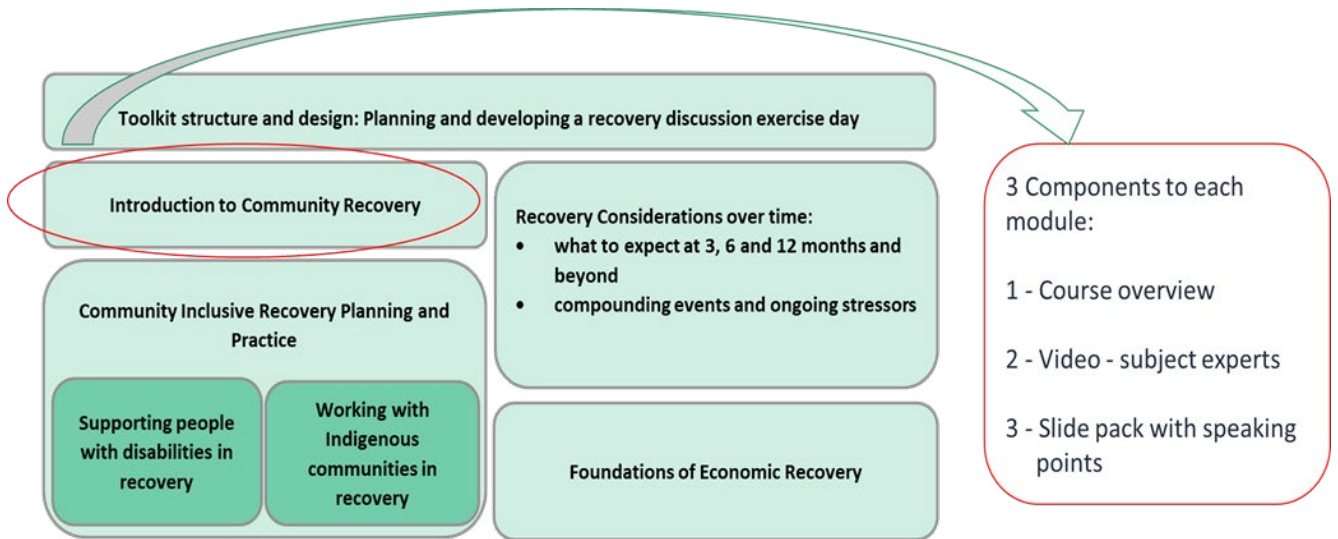 Toolkit structure and design: Planning and developing a recovery discussion exercise day
Introduction to Community Recovery
Community Inclusive Recovery Planning and
Practice
Supporting people
with disabilities in
recovery
Working with
Indigenous
communities in
recovery
Recovery Considerations over time:
• what to expect at 3, 6 and 12 months and
beyond
• compounding events and ongoing stressors
Foundations of Economic Recovery
3 Components to each
module:
1 - Course overview
2 - Video - subject experts
3 - Slide pack with speaking
points